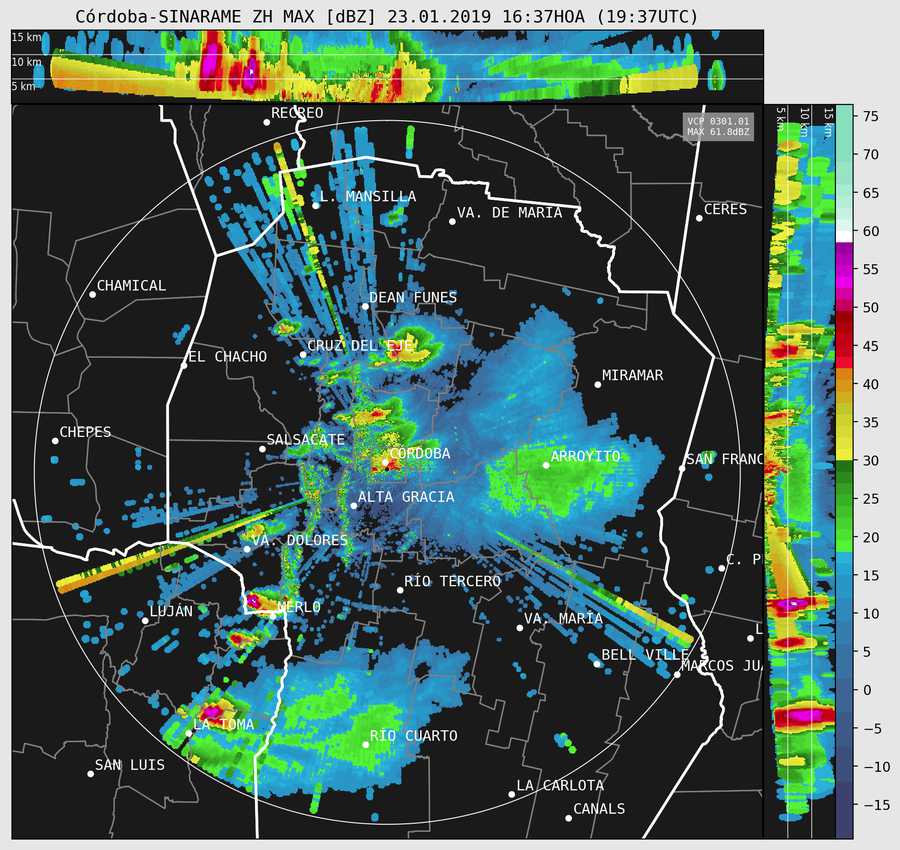 Córdoba-SINARAME ZH MAX [dBZ] 23.01.2019 16:37HOA (19:37UTC)
15 km
10 km
5 km
RECREO
VCP 0301.01
MAX 61.8dBZ
5 km
10 km
15 km
75
70
65
60
55
50
45
40
35
30
25
20
15
10
5
0
−5
−10
−15
L. MANSILLA
VA. DE MARIA
CERES
CHAMICAL
DEAN FUNES
CRUZ DEL EJE
EL CHACHO
MIRAMAR
CHEPES
SALSACATE
CORDOBA
ARROYITO
SAN FRANC
ALTA GRACIA
VA. DOLORES
C. P
RÍO TERCERO
LUJÁN
MERLO
VA. MARÍA
L
BELL VILLE
MARCOS JUA
LA TOMA
RÍO CUARTO
SAN LUIS
LA CARLOTA
CANALS